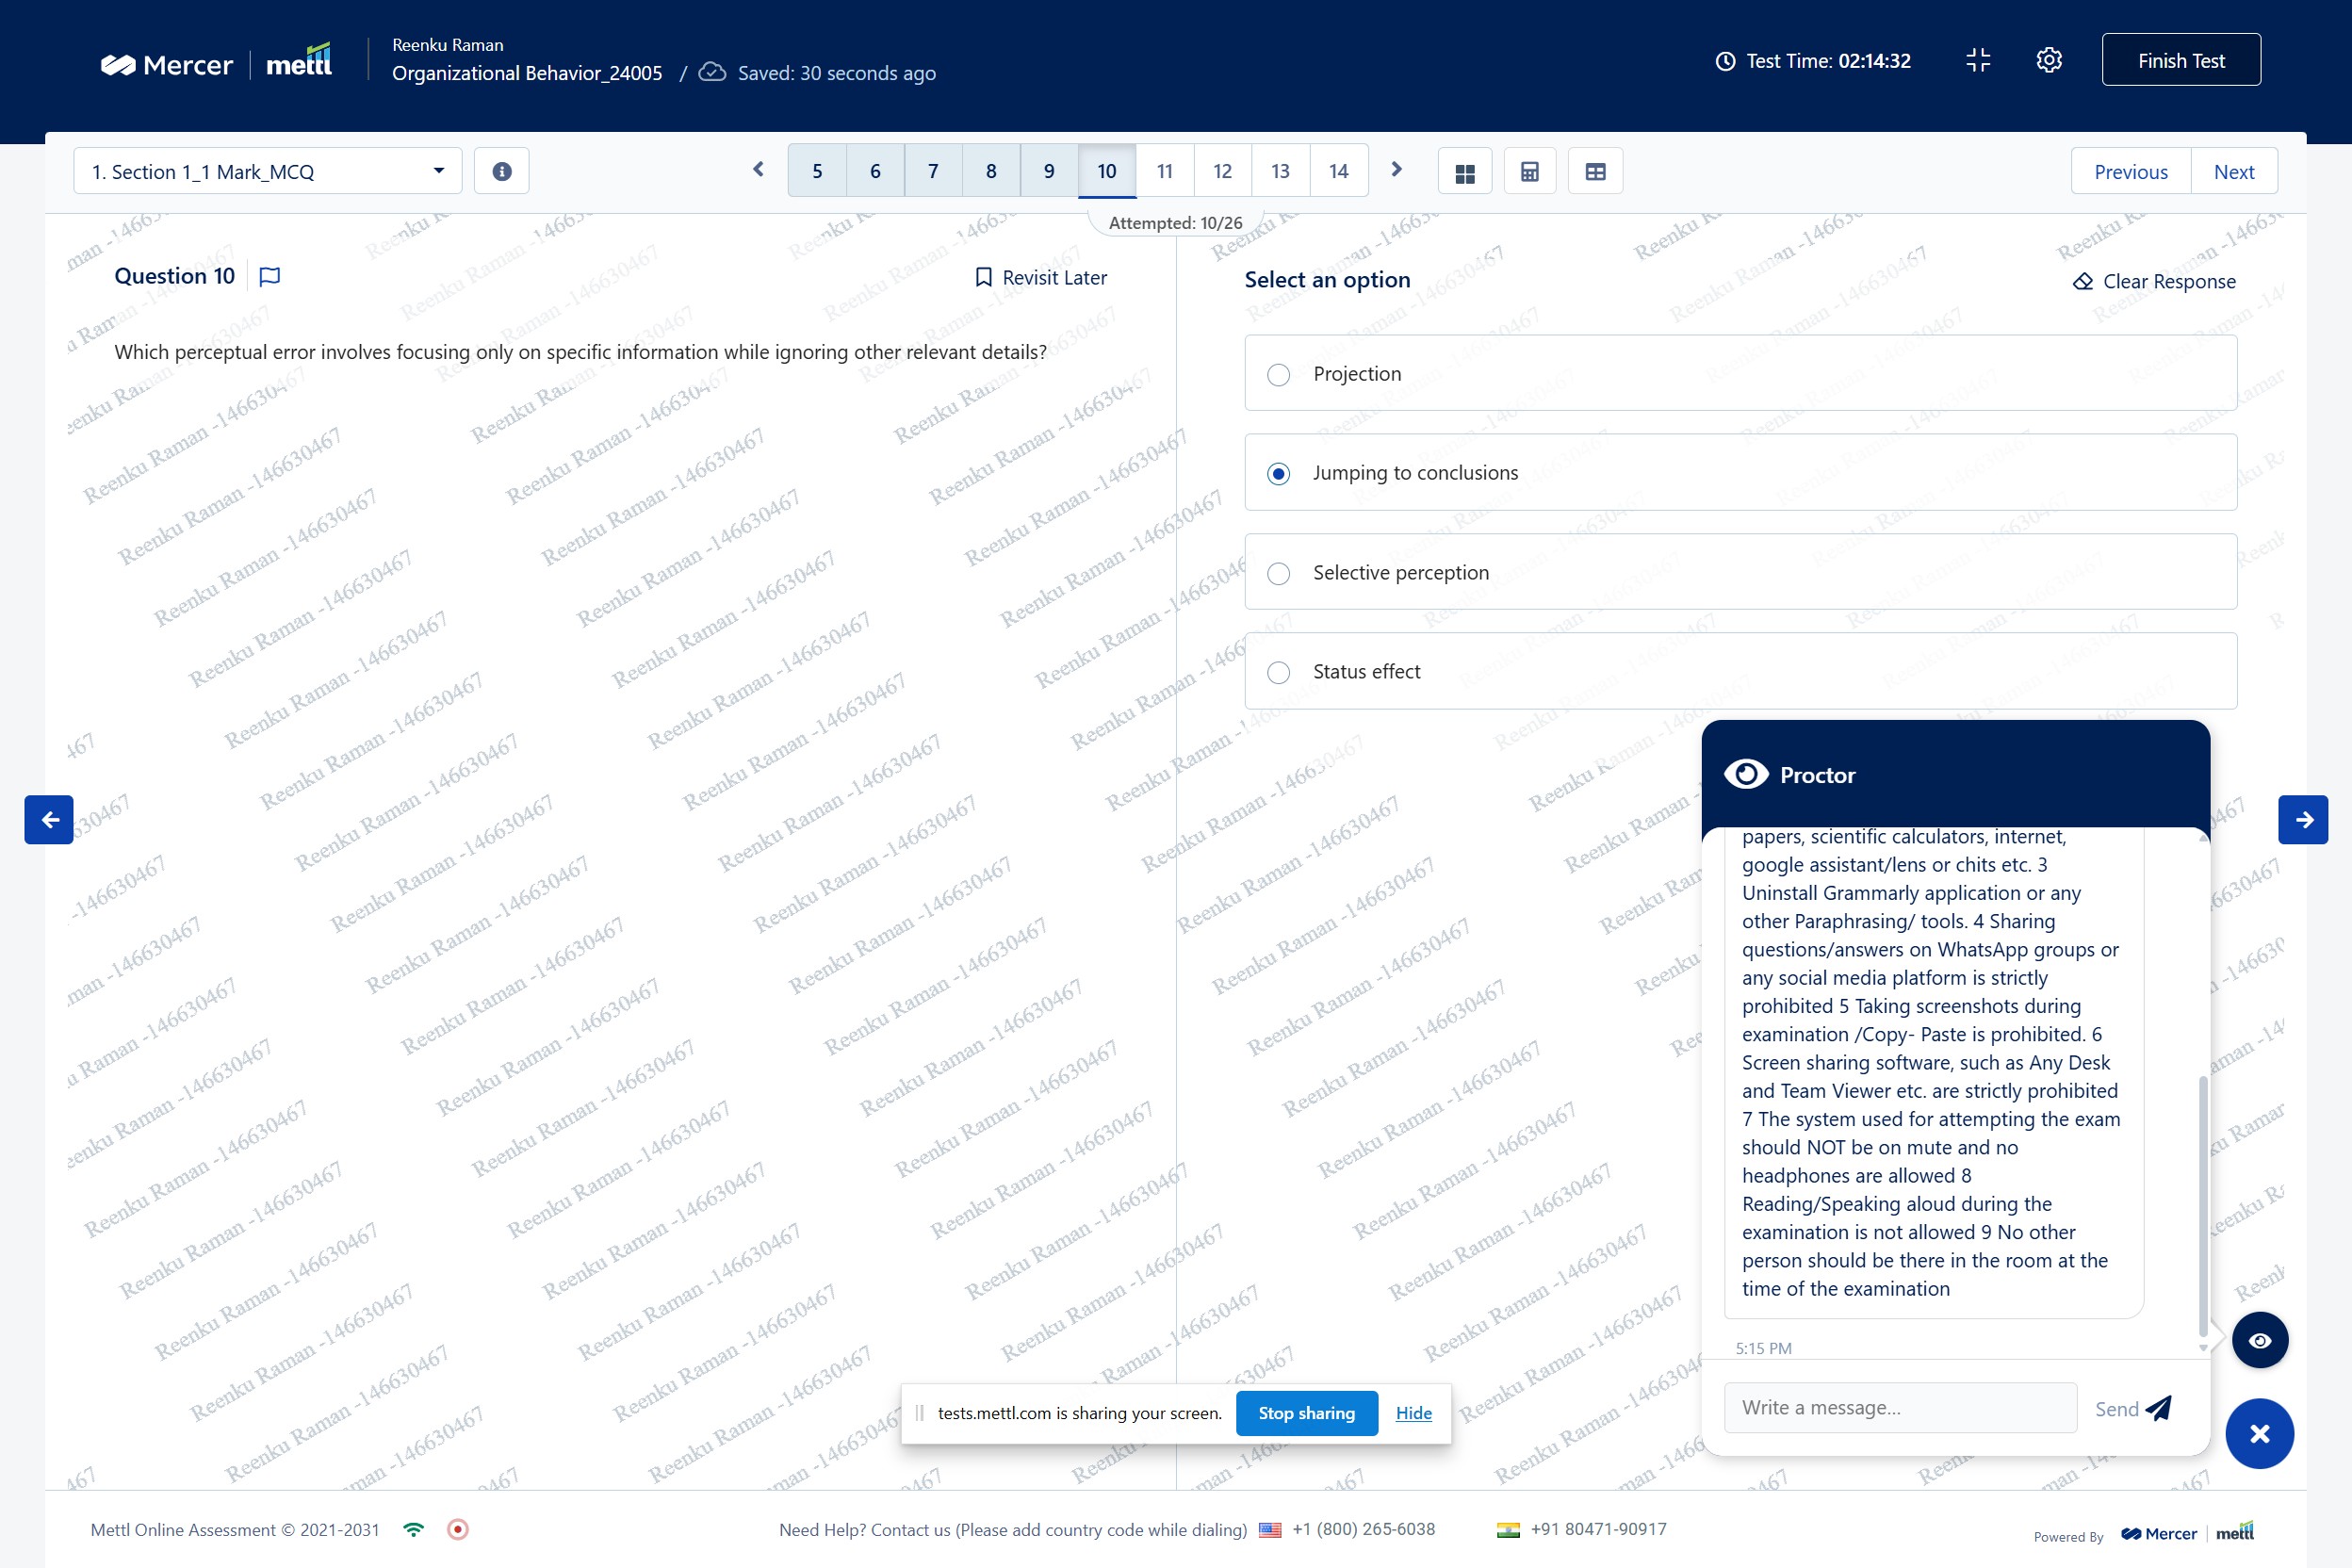 Mercer | mettl
Reenku Raman
Organizational Behavior_24005 / Saved: 30 seconds ago
Test Time: 02:14:32
Finish Test
1. Section 1_1 Mark_MCQ
5 6 7 8 9 10 11 12 13 14
Previous Next
Attempted: 10/26
Question 10
Revisit Later
Which perceptual error involves focusing only on specific information while ignoring other relevant details?
Select an option
Clear Response
Projection
Jumping to conclusions
Selective perception
Status effect
Reenku Raman -146630467
Proctor
papers, scientific calculators, internet,
google assistant/lens or chits etc. 3
Uninstall Grammarly application or any
other Paraphrasing/ tools. 4 Sharing
questions/answers on WhatsApp groups or
any social media platform is strictly
prohibited 5 Taking screenshots during
examination /Copy- Paste is prohibited. 6
Screen sharing software, such as Any Desk
and Team Viewer etc. are strictly prohibited
7 The system used for attempting the exam
should NOT be on mute and no
headphones are allowed 8
Reading/Speaking aloud during the
examination is not allowed 9 No other
person should be there in the room at the
time of the examination
5:15 PM
Write a message...
Send
tests.mettl.com is sharing your screen.
Stop sharing
Hide
Mettl Online Assessment © 2021-2031
Need Help? Contact us (Please add country code while dialing) +1 (800) 265-6038 +91 80471-90917
Powered By Mercer | mettl